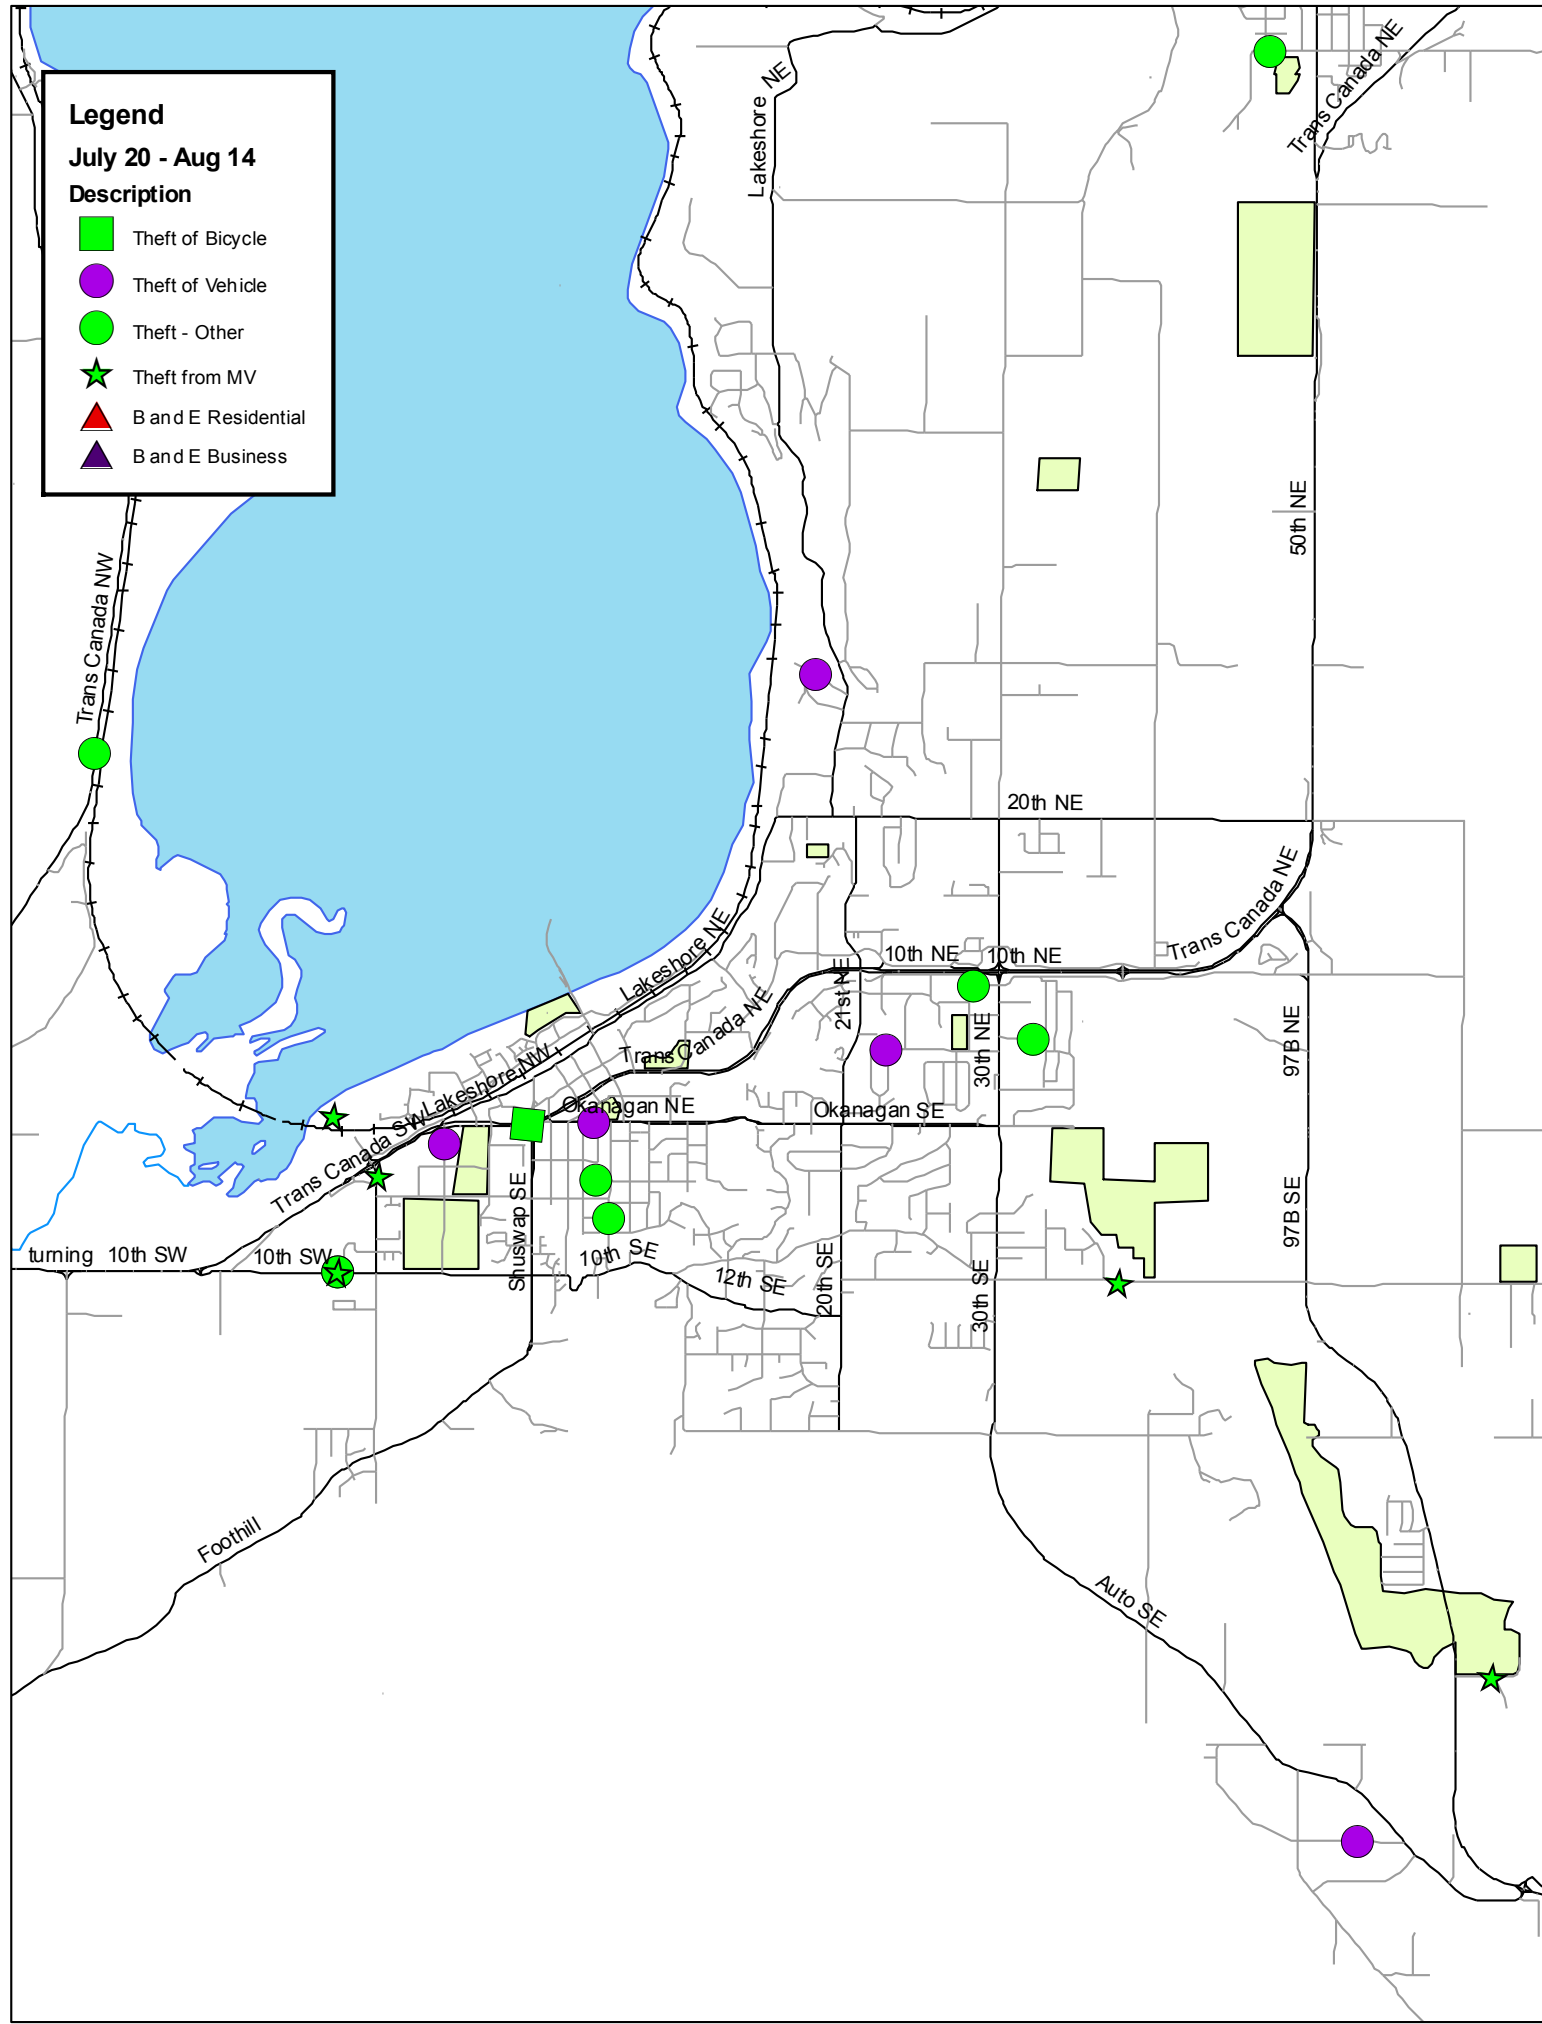 Legend
July 20 - Aug 14
Description
Theft of Bicycle
Theft of Vehicle
Theft - Other
Theft from MV
B and E Residential
B and E Business
Lakeshore NE
Trans Canada NE
50th NE
Trans Canada NW
20th NE
Trans Canada NE
10th NE
10th NE
Lakeshore NE
21st NE
Trans Canada NE
30th NE
97B NE
Lakeshore NW
Okanagan NE
Okanagan SE
Trans Canada SW
Shuswap SE
97B SE
turning
10th SW
10th SW
10th SE
12th SE
20th SE
30th SE
Foothill
Auto SE